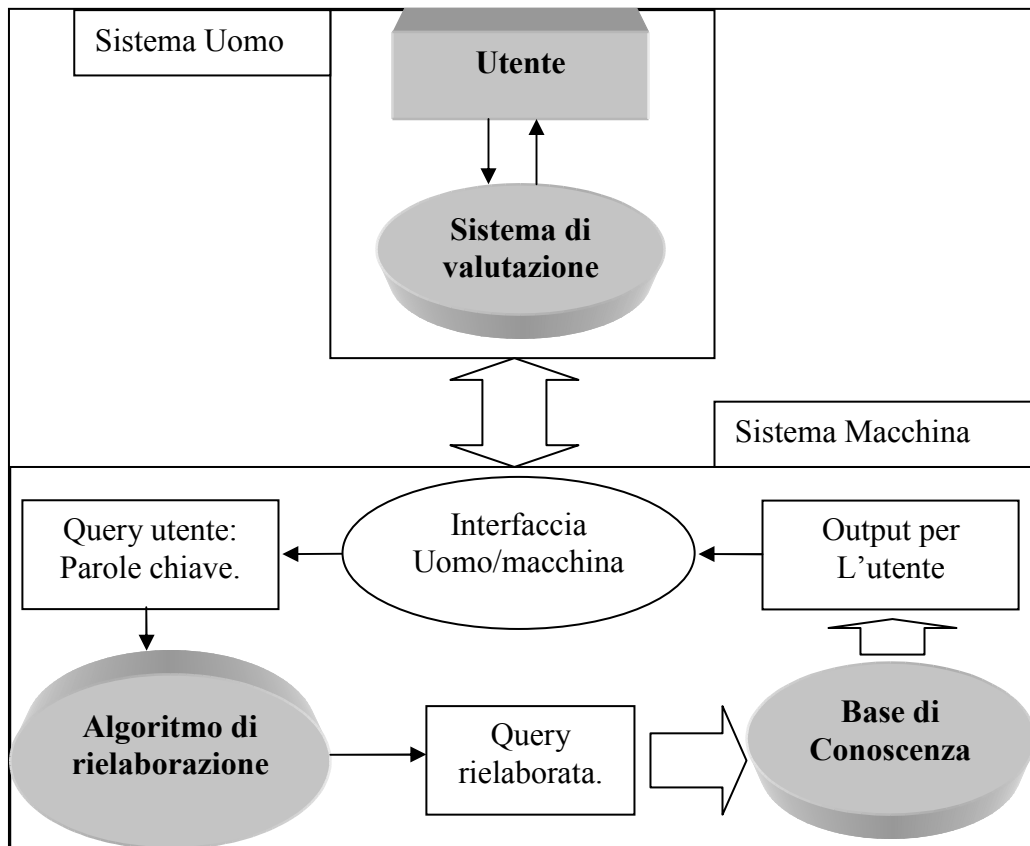 Sistema Uomo
Utente
Sistema di
valutazione
Sistema Macchina
Query utente:
Parole chiave.
Interfaccia
Uomo/macchina
Output per
L’utente
Algoritmo di
rielaborazione
Query
rielaborata.
Base di
Conoscenza